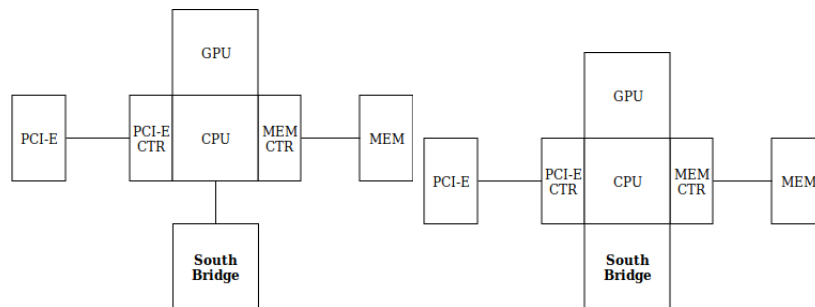 GPU
PCI-E
PCI-E
CTR
CPU
MEM
CTR
MEM
South
Bridge
GPU
PCI-E
PCI-E
CTR
CPU
MEM
CTR
MEM
South
Bridge